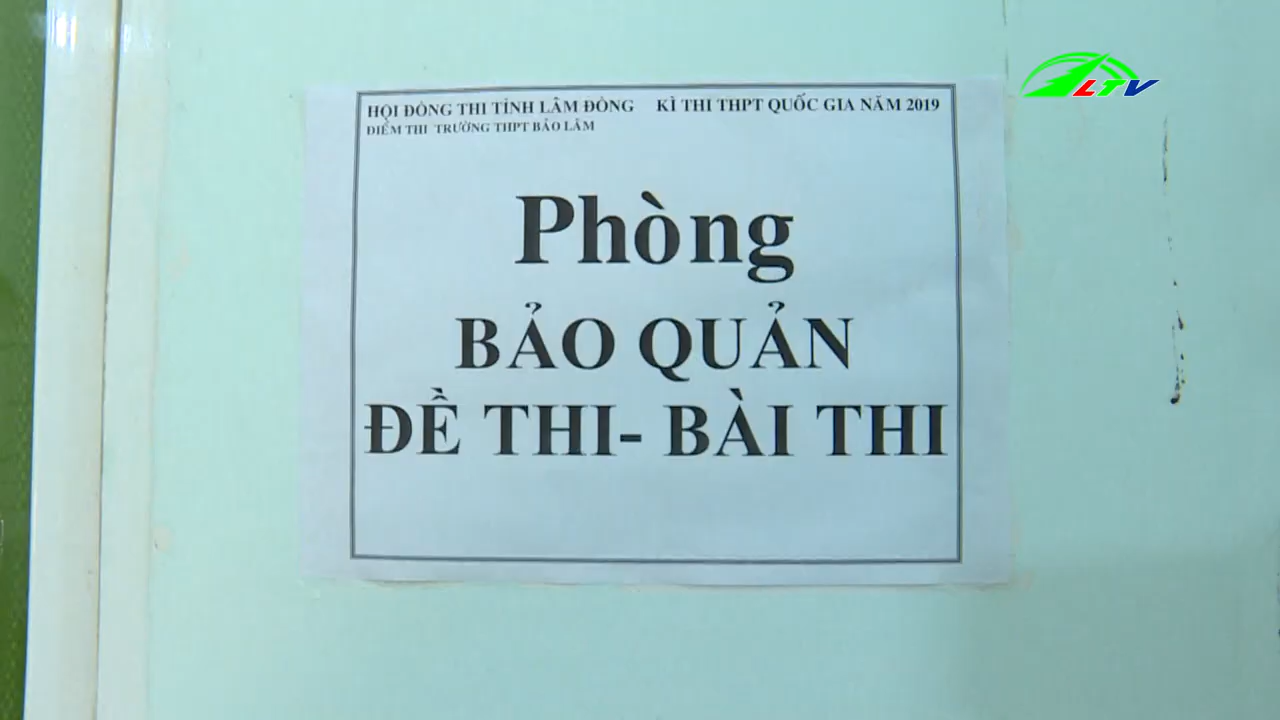 LTV
HỘI ĐỒNG THI TỈNH LÂM ĐỒNG KÌ THI THPT QUỐC GIA NĂM 2019
ĐIỂM THI TRƯỜNG THPT BẢO LÂM
Phòng
BẢO QUẢN
ĐỀ THI- BÀI THI